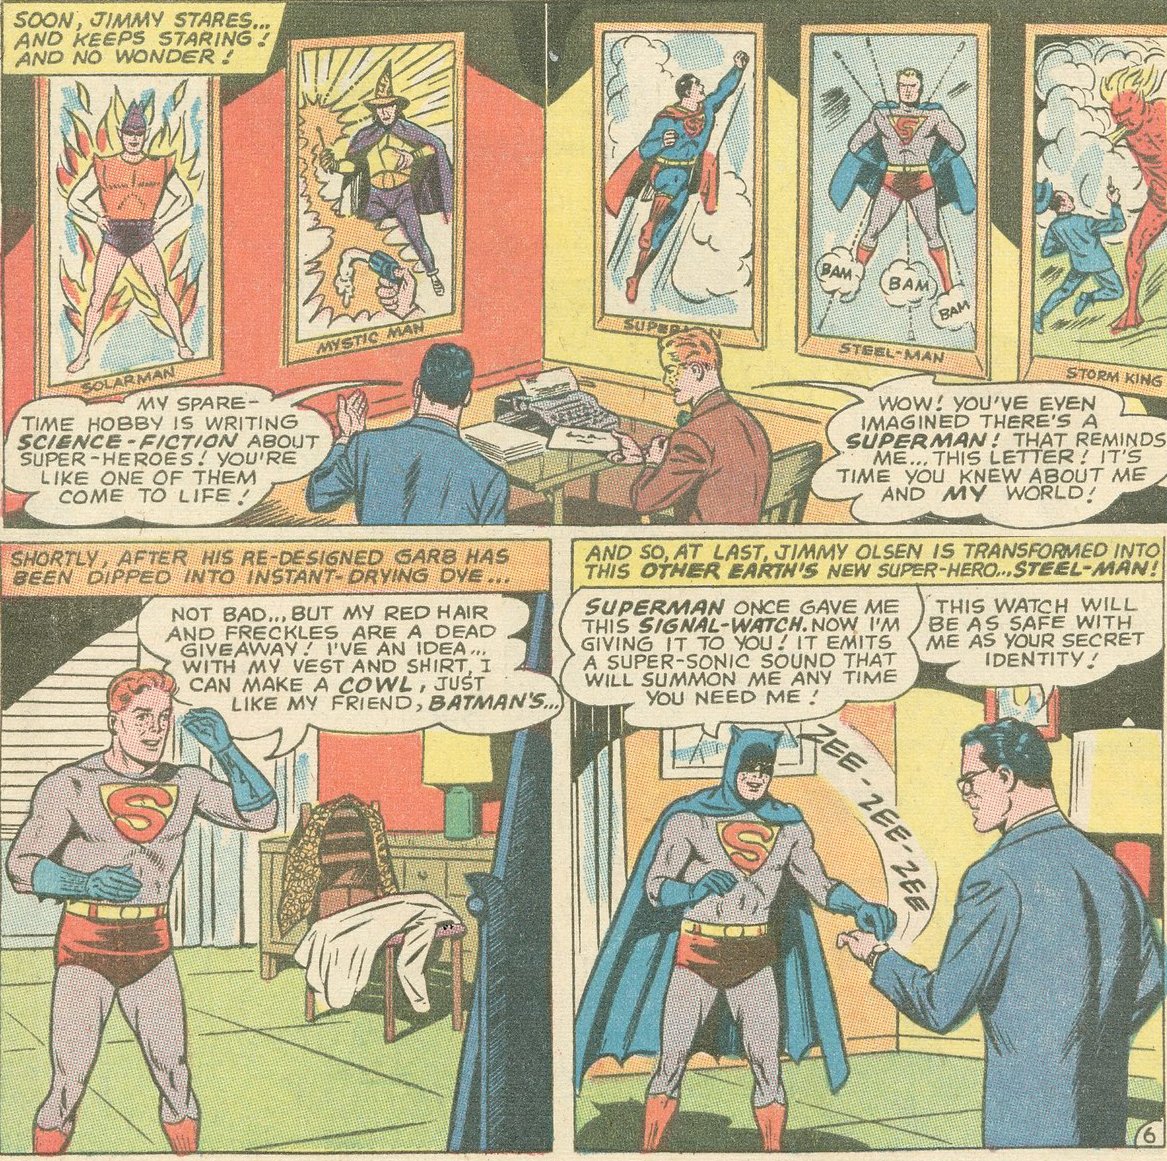 SOON, JIMMY STARES...
AND KEEPS STARING!
AND NO WONDER!
SOLARMAN
MYSTIC MAN
SUPERMAN
S
STEEL-MAN
BAM
BAM
BAM
STORM KING
MY SPARE-
TIME HOBBY IS WRITING
SCIENCE-FICTION ABOUT
SUPER-HEROES! YOU'RE
LIKE ONE OF THEM
COME TO LIFE!
WOW! YOU'VE EVEN
IMAGINED THERE'S A
SUPERMAN! THAT REMINDS
ME... THIS LETTER! IT'S
TIME YOU KNEW ABOUT ME
AND MY WORLD!
SHORTLY, AFTER HIS RE-DESIGNED GARB HAS
BEEN DIPPED INTO INSTANT-DRYING DYE...
NOT BAD... BUT MY RED HAIR
AND FRECKLES ARE A DEAD
GIVEAWAY! I'VE AN IDEA...
WITH MY VEST AND SHIRT, I
CAN MAKE A COWL, JUST
LIKE MY FRIEND, BATMAN'S...
S
AND SO, AT LAST, JIMMY OLSEN IS TRANSFORMED INTO
THIS OTHER EARTH'S NEW SUPER-HERO... STEEL-MAN!
SUPERMAN ONCE GAVE ME
THIS SIGNAL-WATCH. NOW I'M
GIVING IT TO YOU! IT EMITS
A SUPER-SONIC SOUND THAT
WILL SUMMON ME ANY TIME
YOU NEED ME!
THIS WATCH WILL
BE AS SAFE WITH
ME AS YOUR SECRET
IDENTITY!
ZEE-ZEE-ZEE
S
6